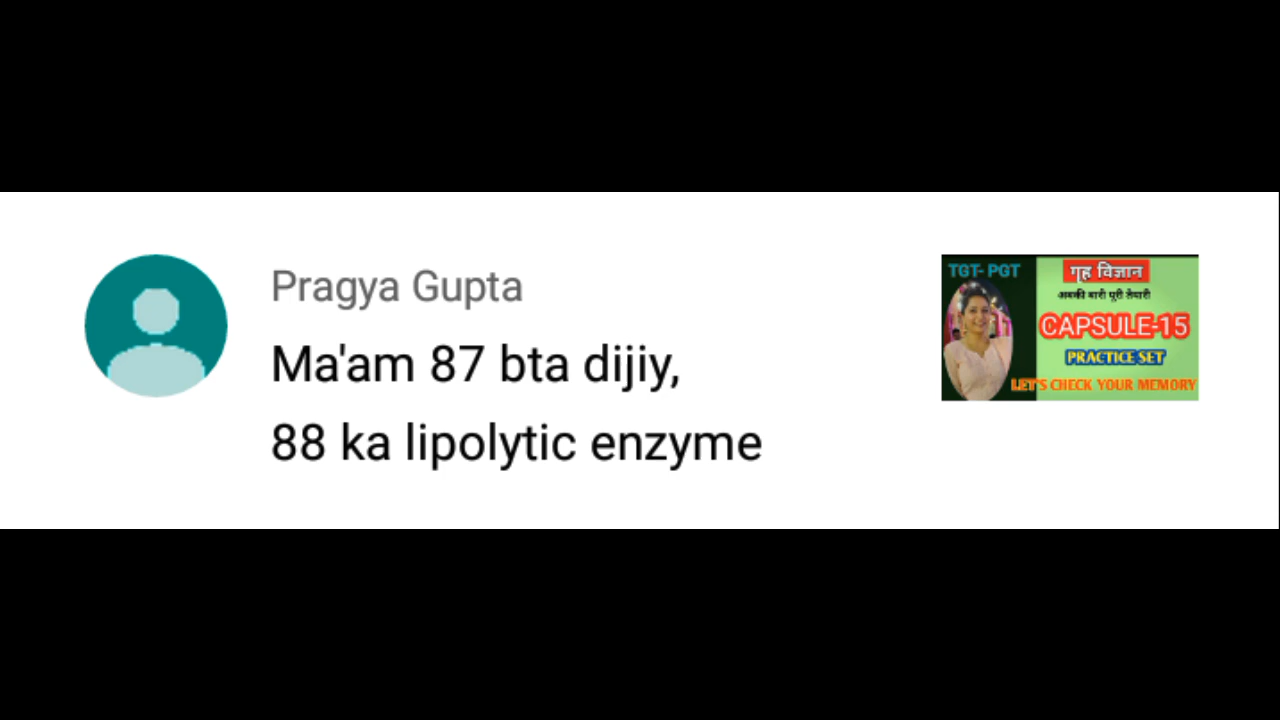 Pragya Gupta
Ma'am 87 bta dijiy,
88 ka lipolytic enzyme
TGT- PGT
गृह विज्ञान
अबकी बारी पूरी तैयारी
CAPSULE-15
PRACTICE SET
LET'S CHECK YOUR MEMORY